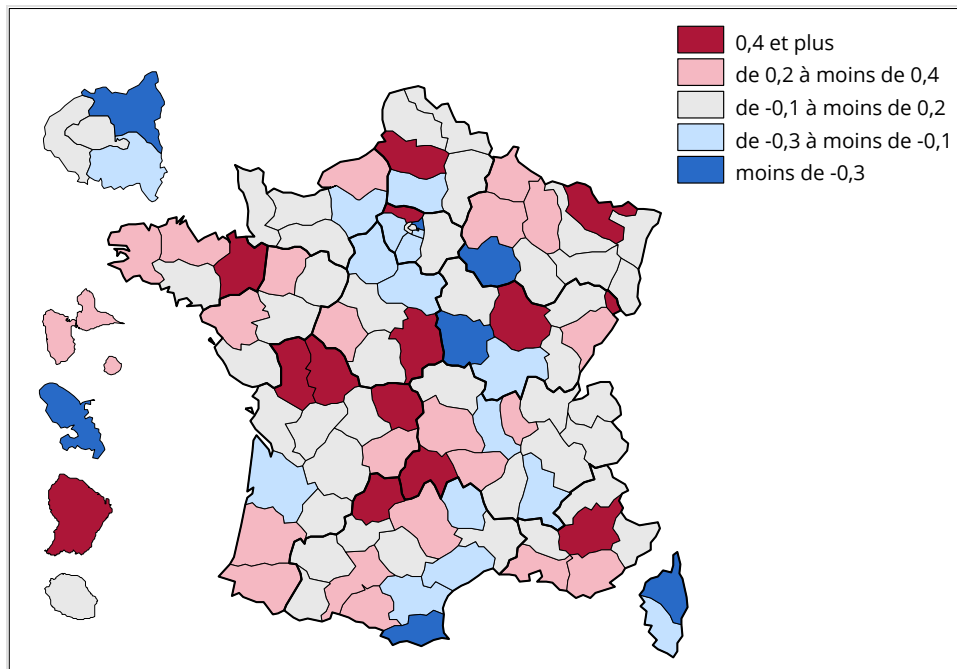 0,4 et plus
de 0,2 à moins de 0,4
de -0,1 à moins de 0,2
de -0,3 à moins de -0,1
moins de -0,3